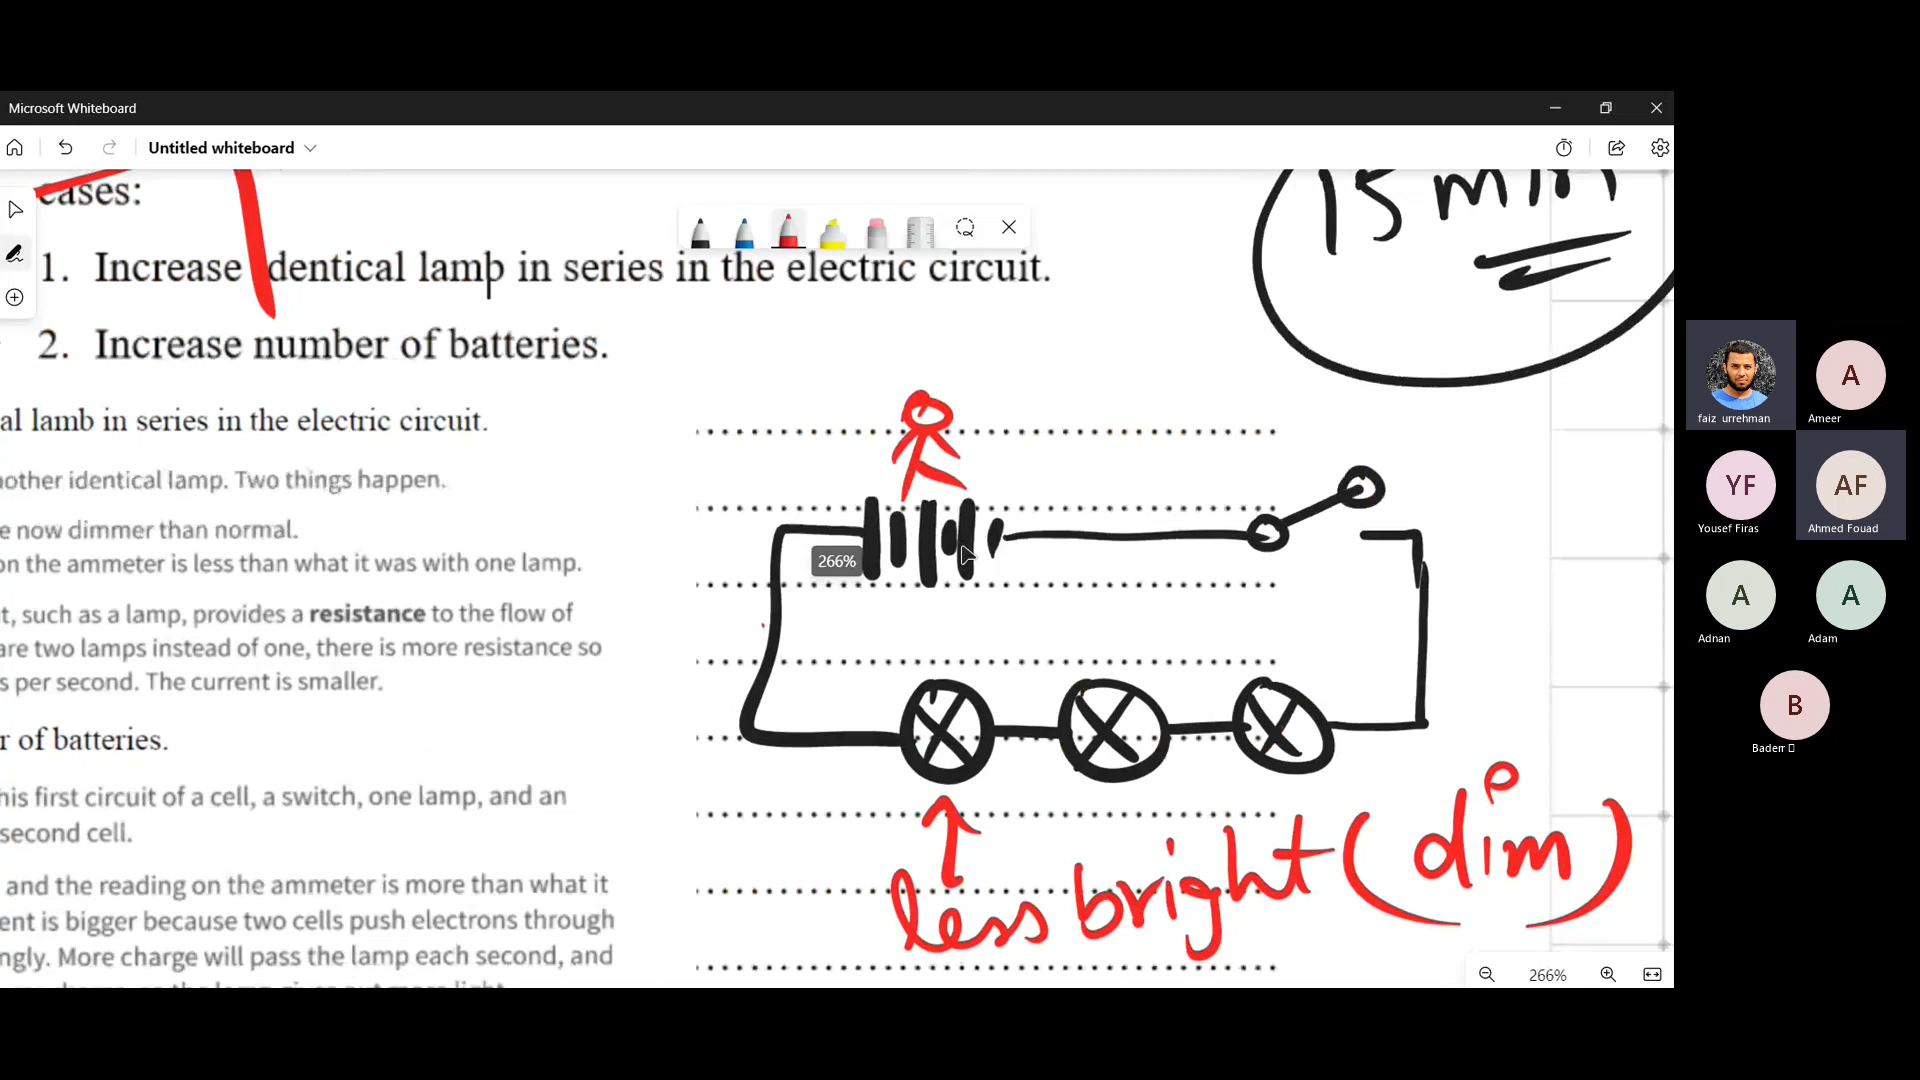 Microsoft Whiteboard
Untitled whiteboard
15 min
cases:
1. Increase identical lamb in series in the electric circuit.
2. Increase number of batteries.
al lamb in series in the electric circuit.
nother identical lamp. Two things happen.
e now dimmer than normal.
on the ammeter is less than what it was with one lamp.
t, such as a lamp, provides a resistance to the flow of
are two lamps instead of one, there is more resistance so
s per second. The current is smaller.
r of batteries.
his first circuit of a cell, a switch, one lamp, and an
second cell.
and the reading on the ammeter is more than what it
ent is bigger because two cells push electrons through
ngly. More charge will pass the lamp each second, and
266%
less bright (dim)
266%
faiz urrehman
A
Ameer
YF
Yousef Firas
AF
Ahmed Fouad
A
Adnan
A
Adam
B
Baderr